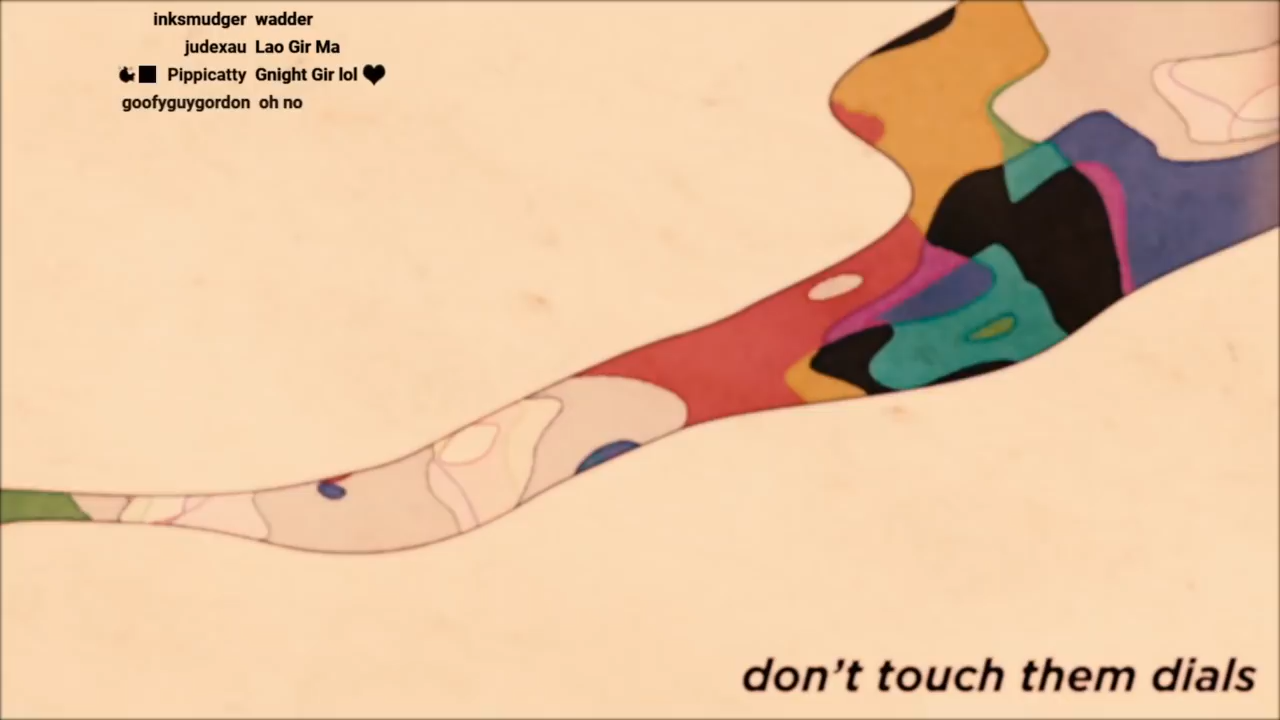 inksmudger wadder
judexau Lao Gir Ma
Pippicatty Gnight Gir lol
goofyguygordon oh no
don't touch them dials